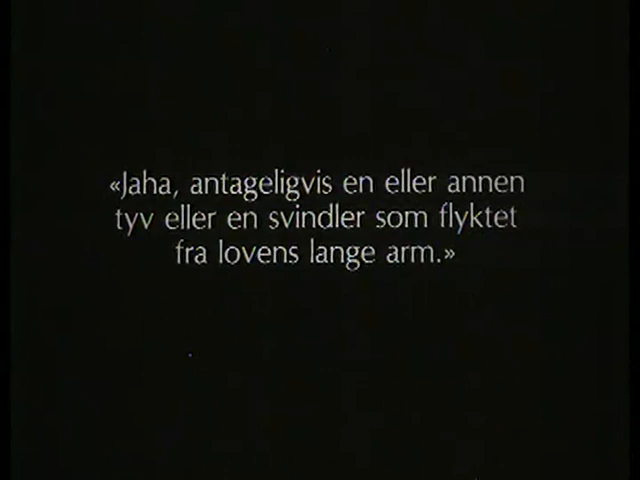 «Jaha, antageligvis en eller annen
tyv eller en svindler som flyktet
fra lovens lange arm.»